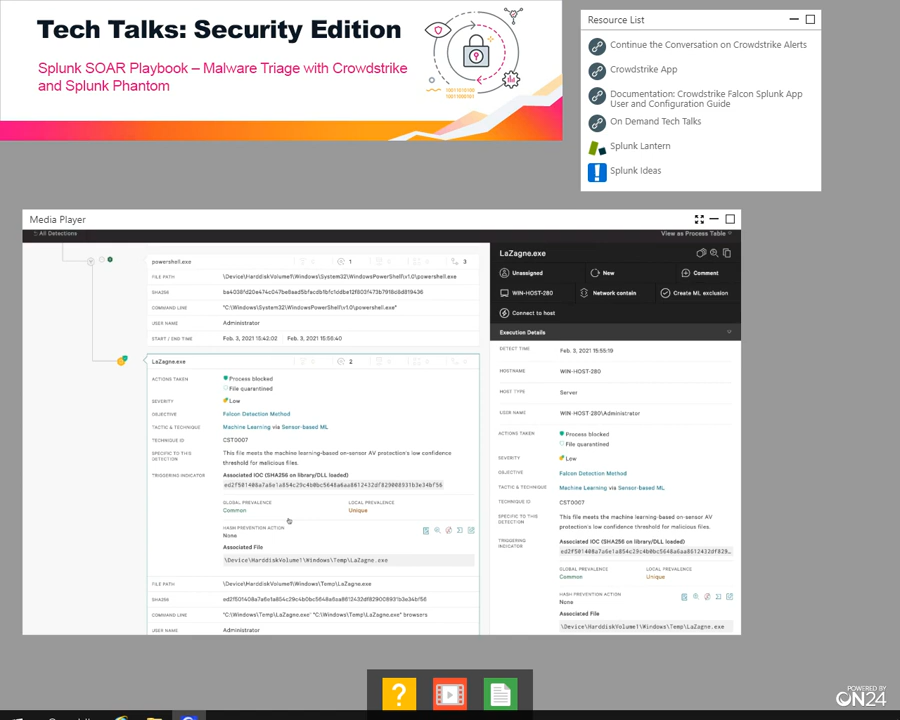 Tech Talks: Security Edition
Splunk SOAR Playbook – Malware Triage with Crowdstrike
and Splunk Phantom
Resource List
Continue the Conversation on Crowdstrike Alerts
Crowdstrike App
Documentation: Crowdstrike Falcon Splunk App
User and Configuration Guide
On Demand Tech Talks
Splunk Lantern
Splunk Ideas
Media Player
All Detections
View as Process Table
powershell.exe
1
3
FILE PATH
\Device\HarddiskVolume1\Windows\System32\WindowsPowerShell\v1.0\powershell.exe
SHA256
COMMAND LINE
"C:\Windows\System32\WindowsPowerShell\v1.0\powershell.exe"
USER NAME
Administrator
START / END TIME
Feb. 3, 2021 15:42:02
Feb. 3, 2021 15:56:40
LaZagne.exe
2
ACTIONS TAKEN
Process blocked
File quarantined
SEVERITY
Low
OBJECTIVE
Falcon Detection Method
TACTIC & TECHNIQUE
Machine Learning via Sensor-based ML
TECHNIQUE ID
CST0007
SPECIFIC TO THIS
DETECTION
This file meets the machine learning-based on-sensor AV protection's low confidence
threshold for malicious files.
TRIGGERING INDICATOR
Associated IOC (SHA256 on library/DLL loaded)
GLOBAL PREVALENCE
LOCAL PREVALENCE
Common
Unique
HASH PREVENTION ACTION
None
Associated File
\Device\HarddiskVolume1\Windows\Temp\LaZagne.exe
FILE PATH
\Device\HarddiskVolume1\Windows\Temp\LaZagne.exe
SHA256
COMMAND LINE
"C:\Windows\Temp\LaZagne.exe" "C:\Windows\Temp\LaZagne.exe" browsers
USER NAME
Administrator
LaZagne.exe
Unassigned
New
Comment
WIN-HOST-280
Network contain
Create ML exclusion
Connect to host
Execution Details
DETECT TIME
Feb. 3, 2021 15:55:19
HOSTNAME
WIN-HOST-280
HOST TYPE
Server
USER NAME
WIN-HOST-280\Administrator
ACTIONS TAKEN
Process blocked
File quarantined
SEVERITY
Low
OBJECTIVE
Falcon Detection Method
TACTIC & TECHNIQUE
Machine Learning via Sensor-based ML
TECHNIQUE ID
CST0007
SPECIFIC TO THIS
DETECTION
This file meets the machine learning-based on-sensor AV
protection's low confidence threshold for malicious files.
TRIGGERING
INDICATOR
Associated IOC (SHA256 on library/DLL loaded)
GLOBAL PREVALENCE
LOCAL PREVALENCE
Common
Unique
HASH PREVENTION ACTION
None
Associated File
\Device\HarddiskVolume1\Windows\Temp\LaZagne.exe
POWERED BY
ON24